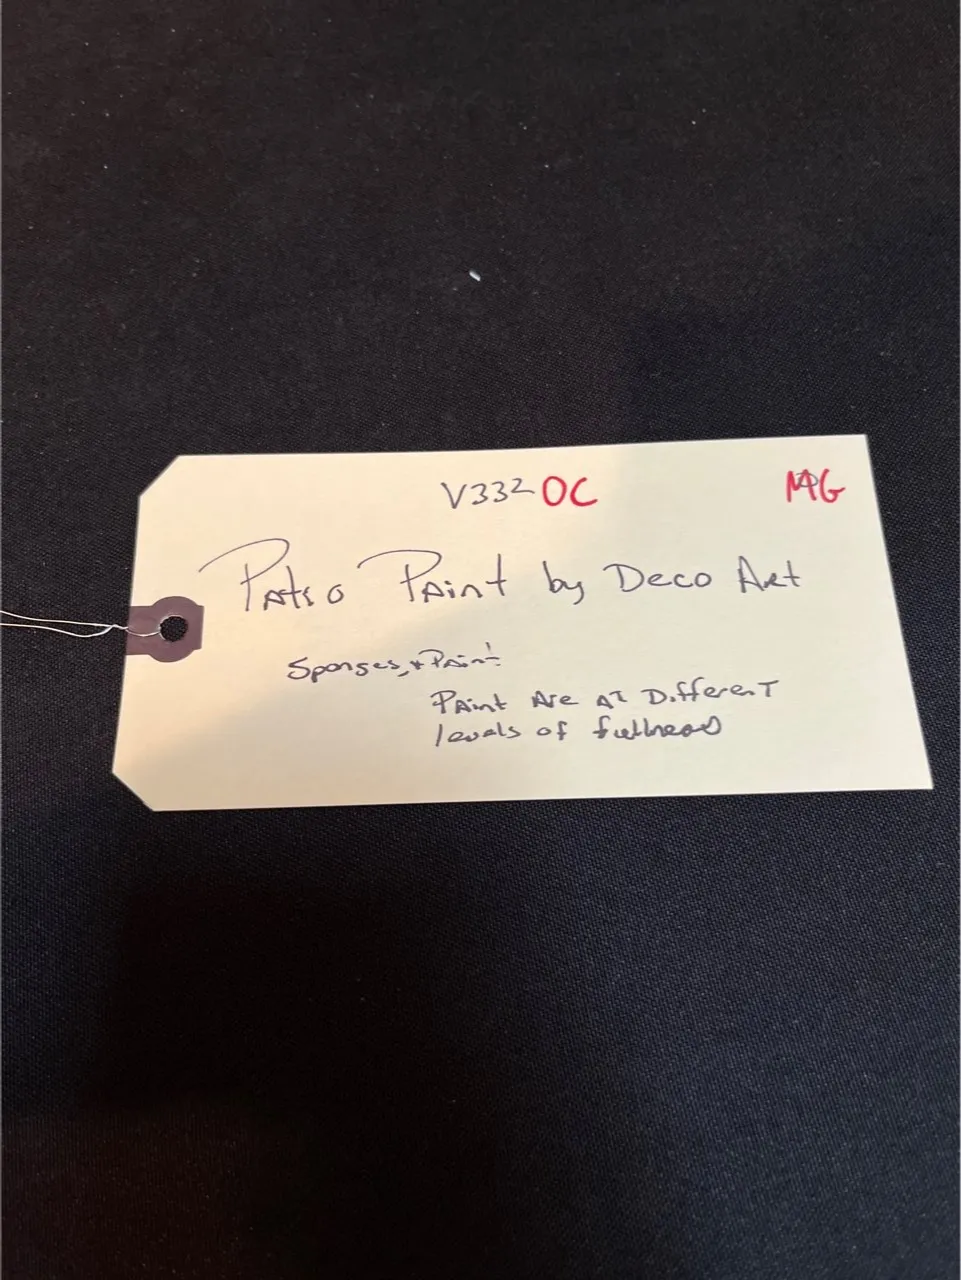 V332 OC MG
Patio Paint by Deco Art
Sponges, + Paint
Paint Are AT Different
levels of fullness